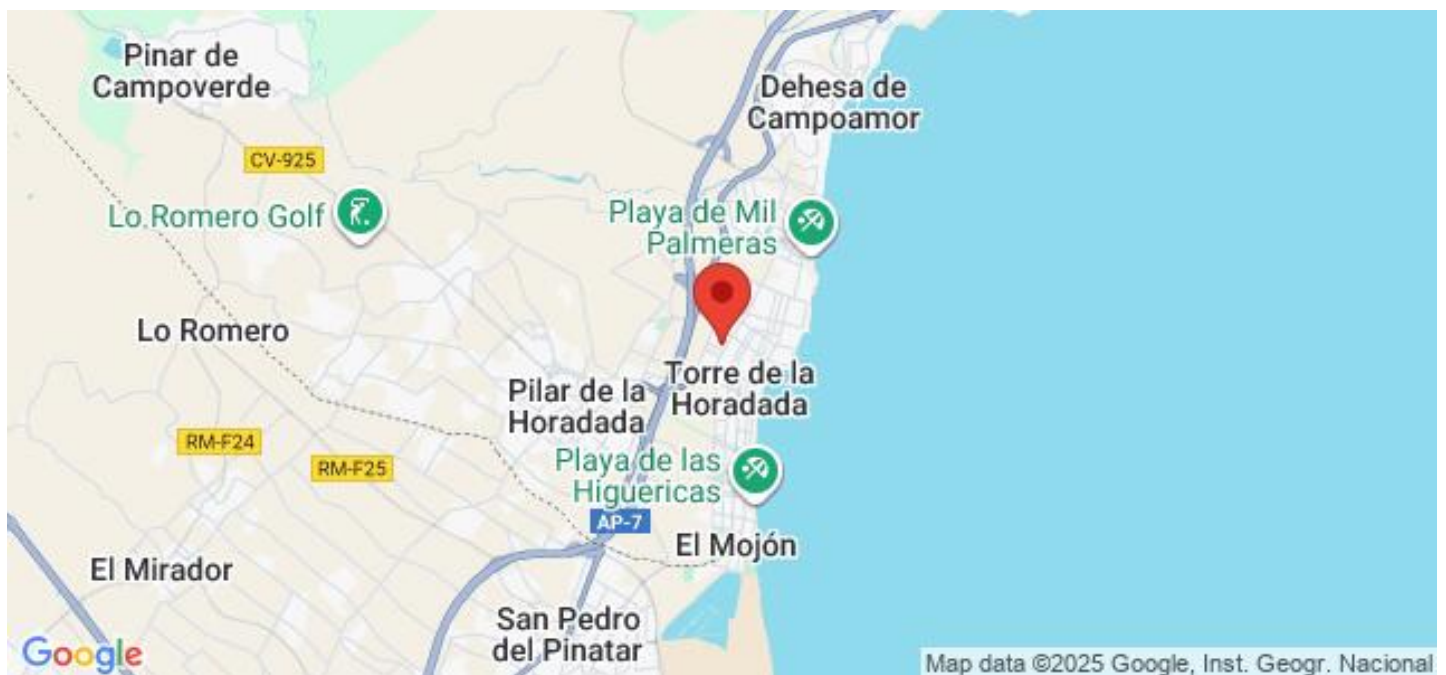 Pinar de
Campoverde
Dehesa de
Campoamor
CV-925
Lo Romero Golf
Playa de Mil
Palmeras
Lo Romero
Torre de la
Horadada
Pilar de la
Horadada
RM-F24
RM-F25
Playa de las
Higuericas
AP-7
El Mojón
El Mirador
San Pedro
del Pinatar
Google
Map data ©2025 Google, Inst. Geogr. Nacional